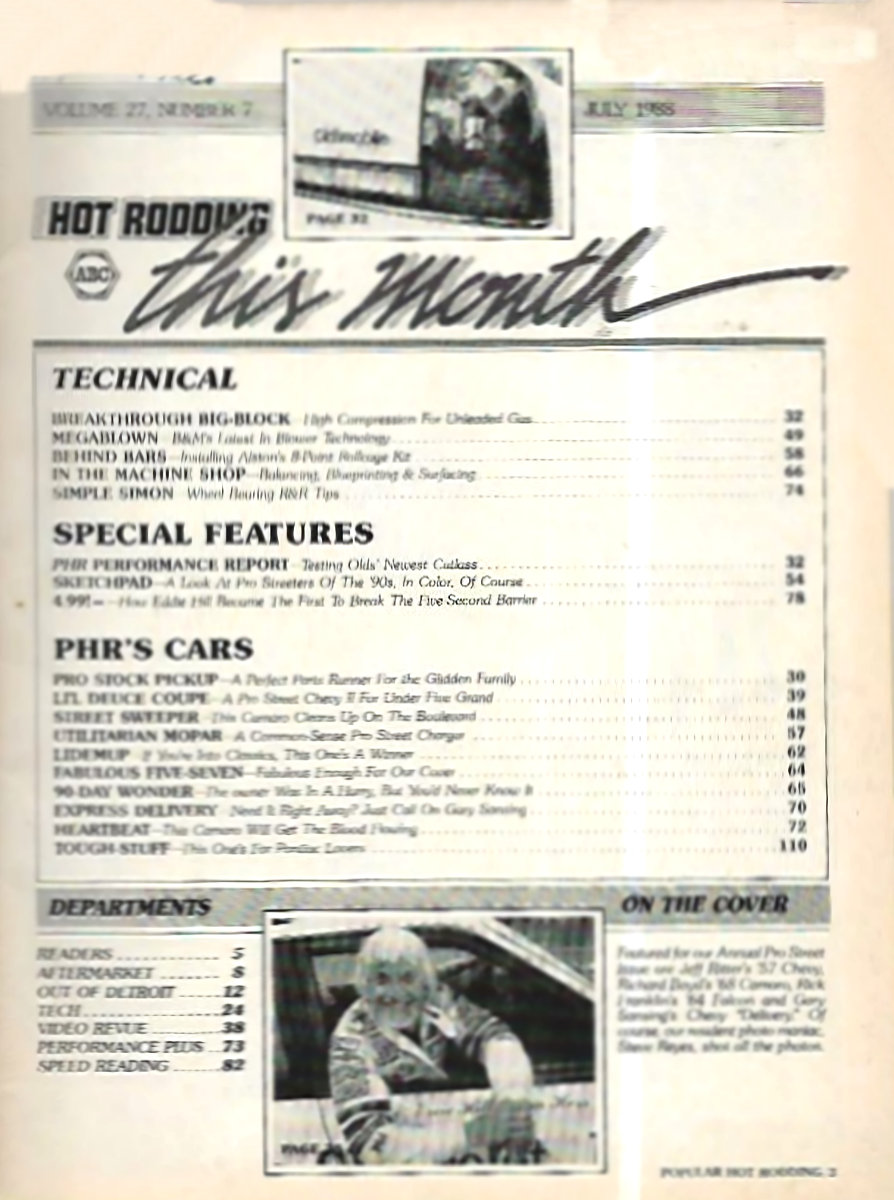 VOLUME 27, NUMBER 7
JULY 1988
Oldsmobile
PAGE 32
HOT RODDING
ABC
this Month
TECHNICAL
BREAKTHROUGH BIG-BLOCK—High Compression For Unleaded Gas 32
MEGABLOWN—B&M's Latest In Blower Technology 49
BEHIND BARS—Installing Alston's 8-Point Rollcage Kit 58
IN THE MACHINE SHOP—Balancing, Blueprinting & Surfacing 66
SIMPLE SIMON—Wheel Bearing R&R Tips 74
SPECIAL FEATURES
PHR PERFORMANCE REPORT—Testing Olds' Newest Cutlass 32
SKETCHPAD—A Look At Pro Streeters Of The '90s, In Color, Of Course 54
4.99!—How Eddie Hill Became The First To Break The Five Second Barrier 78
PHR'S CARS
PRO STOCK PICKUP—A Perfect Parts Runner For the Glidden Family 30
LI'L DEUCE COUPE—A Pro Street Chevy II For Under Five Grand 39
STREET SWEEPER—This Camaro Cleans Up On The Boulevard 48
UTILITARIAN MOPAR—A Common-Sense Pro Street Charger 57
LIDEMUP—If You're Into Classics, This One's A Winner 62
FABULOUS FIVE-SEVEN—Fabulous Enough For Our Cover 64
90-DAY WONDER—The owner Was In A Hurry, But You'd Never Know It 65
EXPRESS DELIVERY—Need It Right Away? Just Call On Gary Sansing 70
HEARTBEAT—This Camaro Will Get The Blood Flowing 72
TOUGH STUFF—This One's For Pontiac Lovers 110
DEPARTMENTS
READERS 5
AFTERMARKET 8
OUT OF DETROIT 12
TECH 24
VIDEO REVUE 38
PERFORMANCE PLUS 73
SPEED READING 82
PAGE
ON THE COVER
Featured for our Annual Pro Street
issue are Jeff Ritter's '57 Chevy,
Richard Boyd's '68 Camaro, Rick
Franklin's '64 Falcon and Gary
Sansing's Chevy "Delivery." Of
course, our resident photo maniac,
Steve Reyes, shot all the photos.
POPULAR HOT RODDING 3